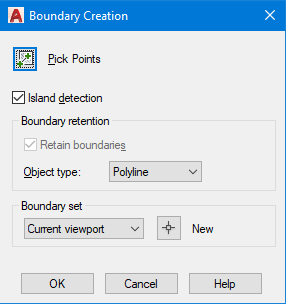 Boundary Creation
Pick Points
Island detection
Boundary retention
Retain boundaries
Object type: Polyline
Boundary set
Current viewport New
OK Cancel Help